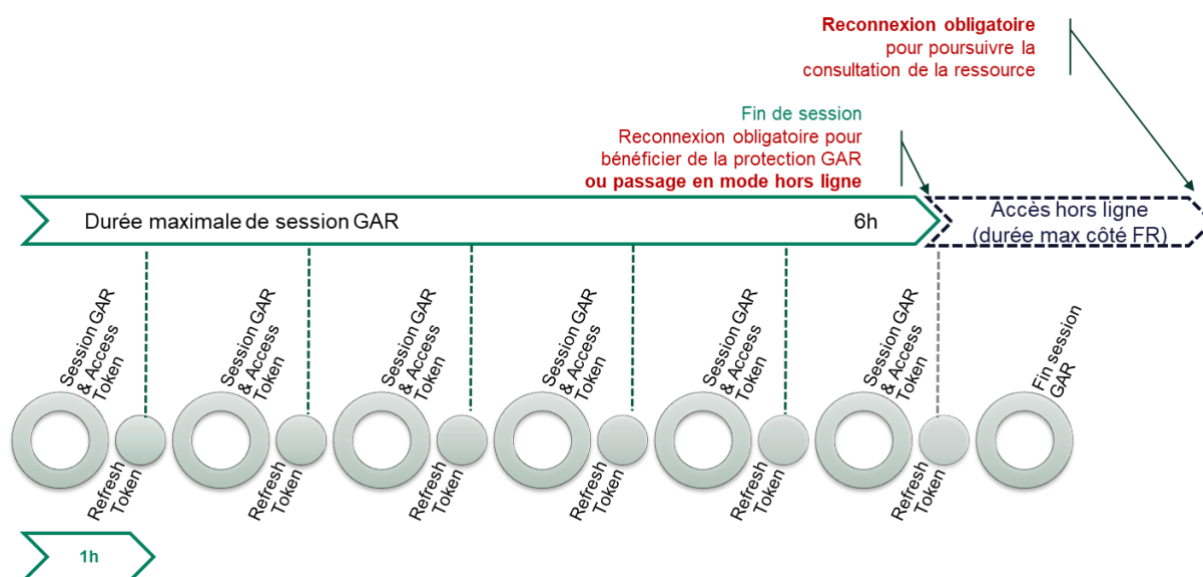 Reconnexion obligatoire
pour poursuivre la
consultation de la ressource
Fin de session
Reconnexion obligatoire pour
bénéficier de la protection GAR
ou passage en mode hors ligne
Durée maximale de session GAR
6h
Accès hors ligne
(durée max côté FR)
Session GAR
& Access
Token
Refresh
Token
Session GAR
& Access
Token
Refresh
Token
Session GAR
& Access
Token
Refresh
Token
Session GAR
& Access
Token
Refresh
Token
Session GAR
& Access
Token
Refresh
Token
Session GAR
& Access
Token
Refresh
Token
Fin session
GAR
1h